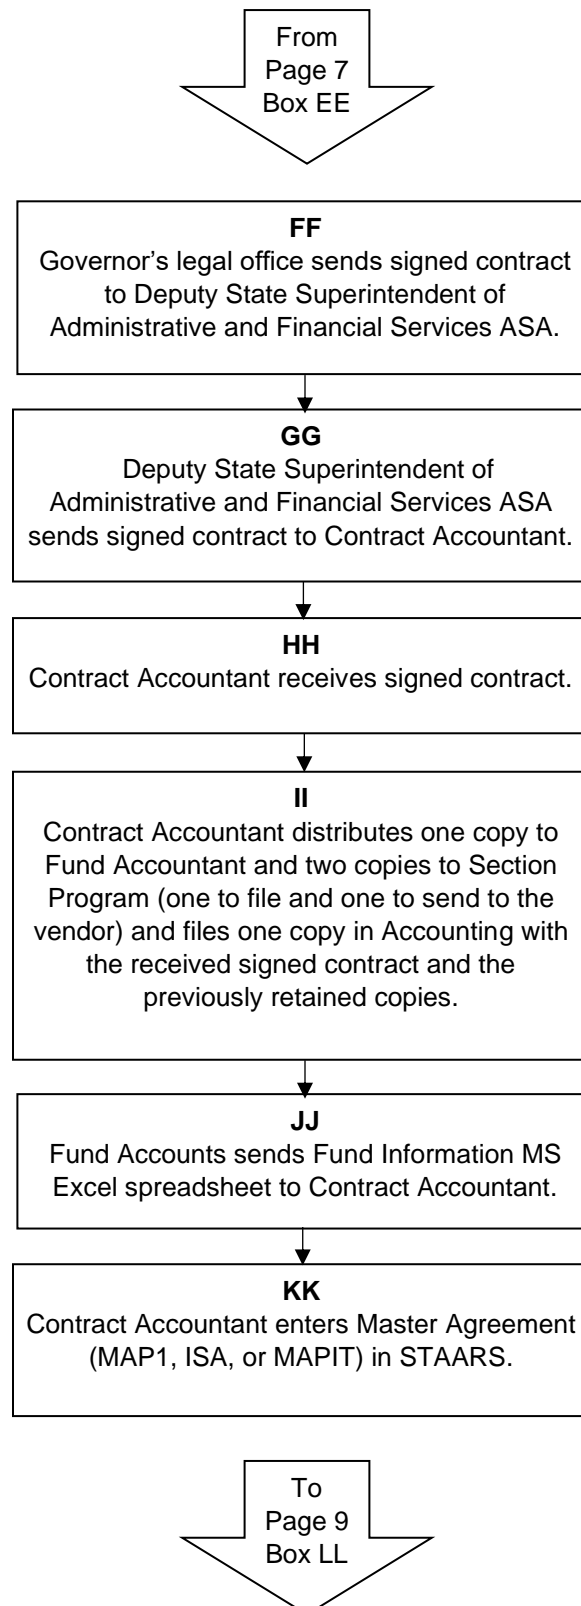 From
Page 7
Box EE
FF
Governor’s legal office sends signed contract
to Deputy State Superintendent of
Administrative and Financial Services ASA.
GG
Deputy State Superintendent of
Administrative and Financial Services ASA
sends signed contract to Contract Accountant.
HH
Contract Accountant receives signed contract.
II
Contract Accountant distributes one copy to
Fund Accountant and two copies to Section
Program (one to file and one to send to the
vendor) and files one copy in Accounting with
the received signed contract and the
previously retained copies.
JJ
Fund Accounts sends Fund Information MS
Excel spreadsheet to Contract Accountant.
KK
Contract Accountant enters Master Agreement
(MAP1, ISA, or MAPIT) in STAARS.
To
Page 9
Box LL